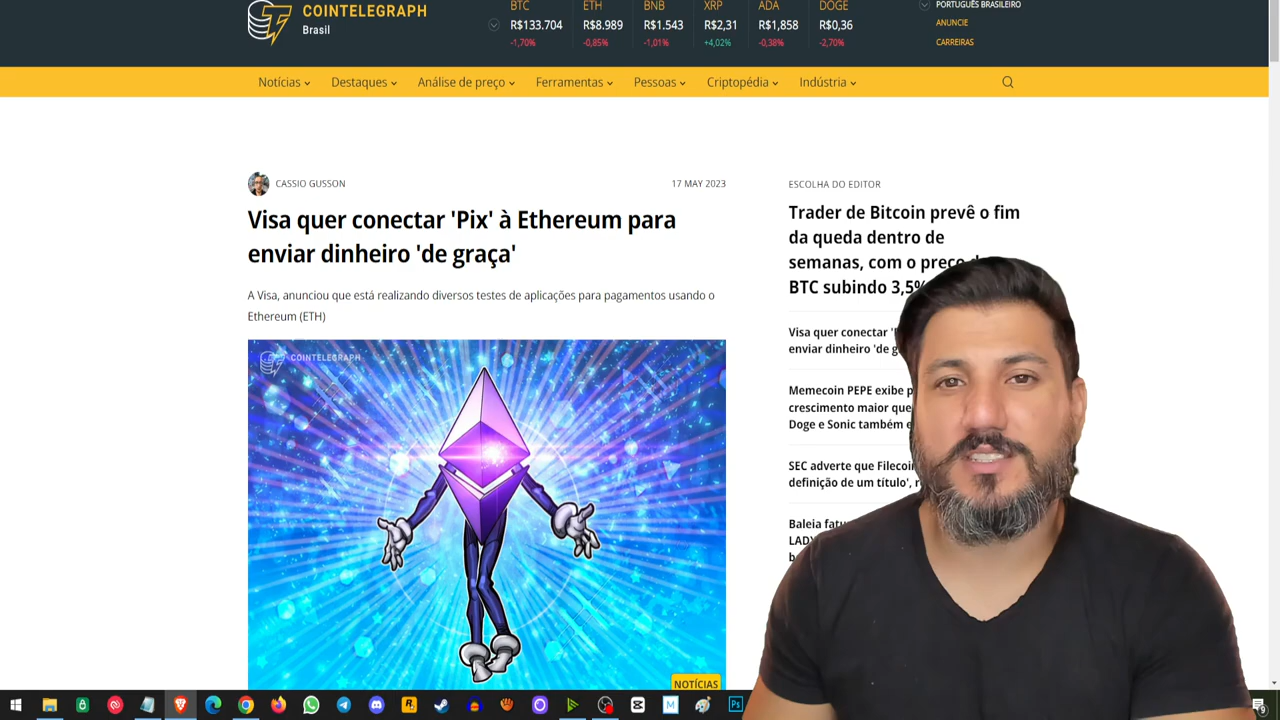 COINTELEGRAPH
Brasil
BTC ETH BNB XRP ADA DOGE
R$133.704 R$8.989 R$1.543 R$2,31 R$1,858 R$0,36
-1,70% -0,85% -1,01% +4,02% -0,38% -2,70%
PORTUGUÊS BRASILEIRO
ANUNCIE
CARREIRAS
Notícias Destaques Análise de preço Ferramentas Pessoas Criptopédia Indústria
CASSIO GUSSON 17 MAY 2023
Visa quer conectar 'Pix' à Ethereum para
enviar dinheiro 'de graça'
A Visa, anunciou que está realizando diversos testes de aplicações para pagamentos usando o
Ethereum (ETH)
COINTELEGRAPH
NOTÍCIAS
ESCOLHA DO EDITOR
Trader de Bitcoin prevê o fim
da queda dentro de
semanas, com o preço
BTC subindo 3,5%
Visa quer conectar
enviar dinheiro 'de
Memecoin PEPE exibe
crescimento maior que
Doge e Sonic também
SEC adverte que Filecoin
definição de um título',
Baleia
LADY